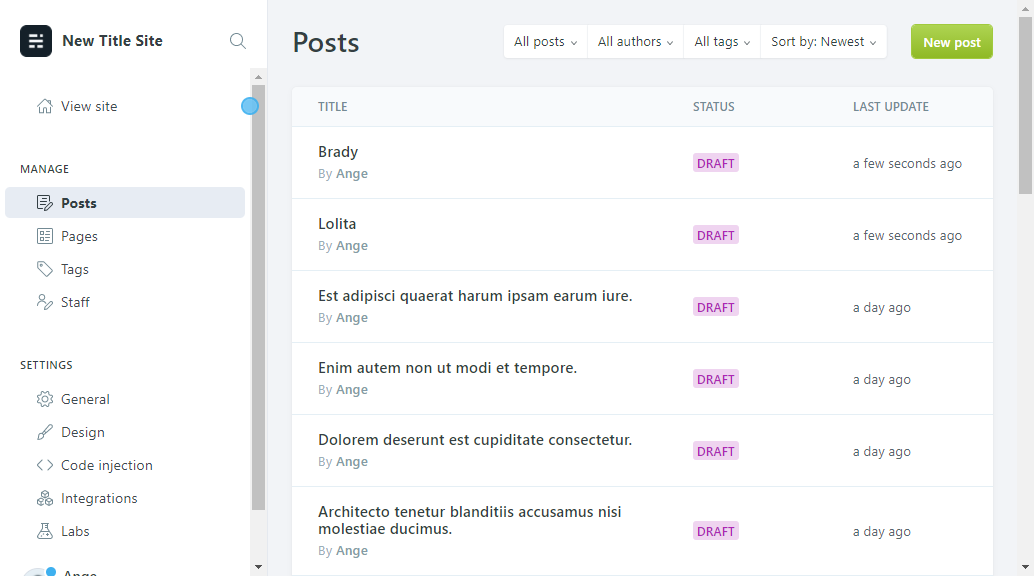 New Title Site
View site
MANAGE
Posts
Pages
Tags
Staff
SETTINGS
General
Design
Code injection
Integrations
Labs
Ange
Posts
All posts
All authors
All tags
Sort by: Newest
New post
TITLE STATUS LAST UPDATE
Brady
By Ange
DRAFT
a few seconds ago
Lolita
By Ange
DRAFT
a few seconds ago
Est adipisci quaerat harum ipsam earum iure.
By Ange
DRAFT
a day ago
Enim autem non ut modi et tempore.
By Ange
DRAFT
a day ago
Dolorem deserunt est cupiditate consectetur.
By Ange
DRAFT
a day ago
Architecto tenetur blanditiis accusamus nisi
molestiae ducimus.
By Ange
DRAFT
a day ago